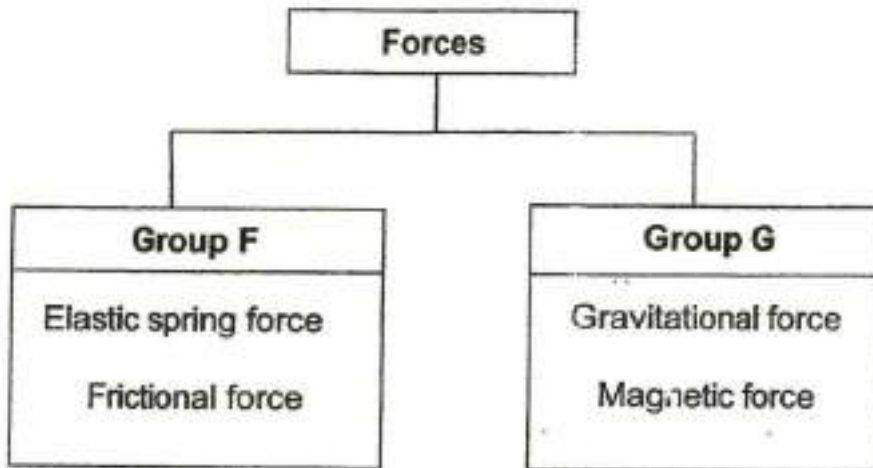 Forces
Group F
Elastic spring force
Frictional force
Group G
Gravitational force
Magnetic force